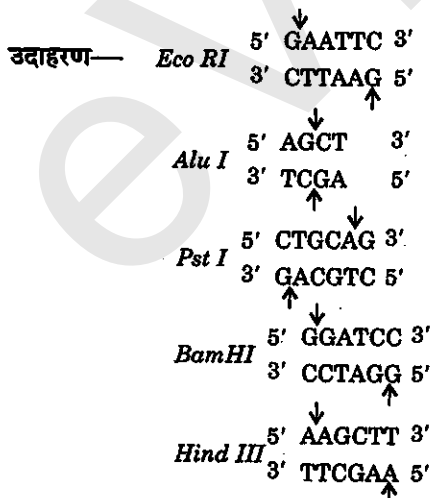 5' GAATTC 3'
उदाहरण— Eco RI
3' CTTAAG 5'
5' AGCT 3'
Alu I
3' TCGA 5'
5' CTGCAG 3'
Pst I
3' GACGTC 5'
5' GGATCC 3'
BamHI
3' CCTAGG 5'
5' AAGCTT 3'
Hind III
3' TTCGAA 5'